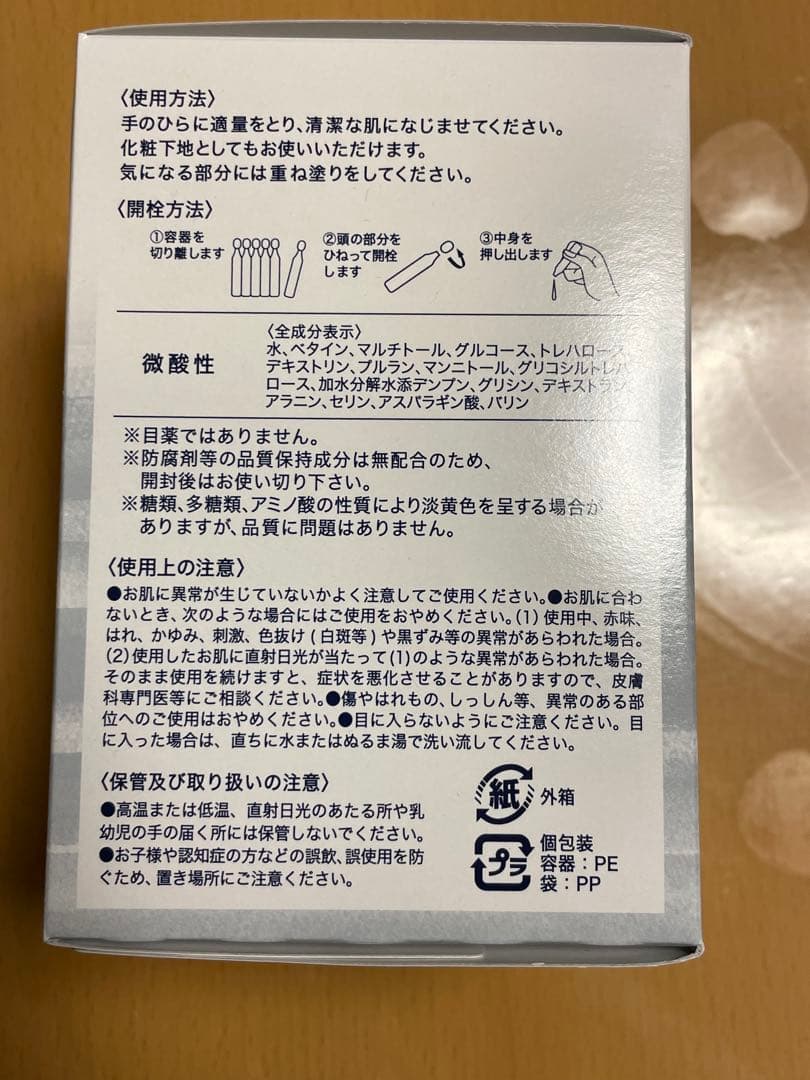 〈使用方法〉
手のひらに適量をとり、清潔な肌になじませてください。
化粧下地としてもお使いいただけます。
気になる部分には重ね塗りをしてください。
〈開栓方法〉
①容器を
切り離します
②頭の部分を
ひねって開栓
します
③中身を
押し出します
微酸性
〈全成分表示〉
水、ベタイン、マルチトール、グルコース、トレハロース、
デキストリン、プルラン、マンニトール、グリコシルトレハ
ロース、加水分解水添デンプン、グリシン、デキストラン、
アラニン、セリン、アスパラギン酸、バリン
※目薬ではありません。
※防腐剤等の品質保持成分は無配合のため、
開封後はお使い切り下さい。
※糖類、多糖類、アミノ酸の性質により淡黄色を呈する場合が
ありますが、品質に問題はありません。
〈使用上の注意〉
●お肌に異常が生じていないかよく注意してご使用ください。●お肌に合わ
ないとき、次のような場合にはご使用をおやめください。(1) 使用中、赤味、
はれ、かゆみ、刺激、色抜け (白斑等) や黒ずみ等の異常があらわれた場合。
(2)使用したお肌に直射日光が当たって(1)のような異常があらわれた場合。
そのまま使用を続けますと、症状を悪化させることがありますので、皮膚
科専門医等にご相談ください。●傷やはれもの、しっしん等、異常のある部
位へのご使用はおやめください。●目に入らないようにご注意ください。目
に入った場合は、直ちに水またはぬるま湯で洗い流してください。
〈保管及び取り扱いの注意〉
●高温または低温、直射日光のあたる所や乳
幼児の手の届く所には保管しないでください。
●お子様や認知症の方などの誤飲、誤使用を防
ぐため、置き場所にご注意ください。
紙 外箱
プラ
個包装
容器:PE
袋:PP